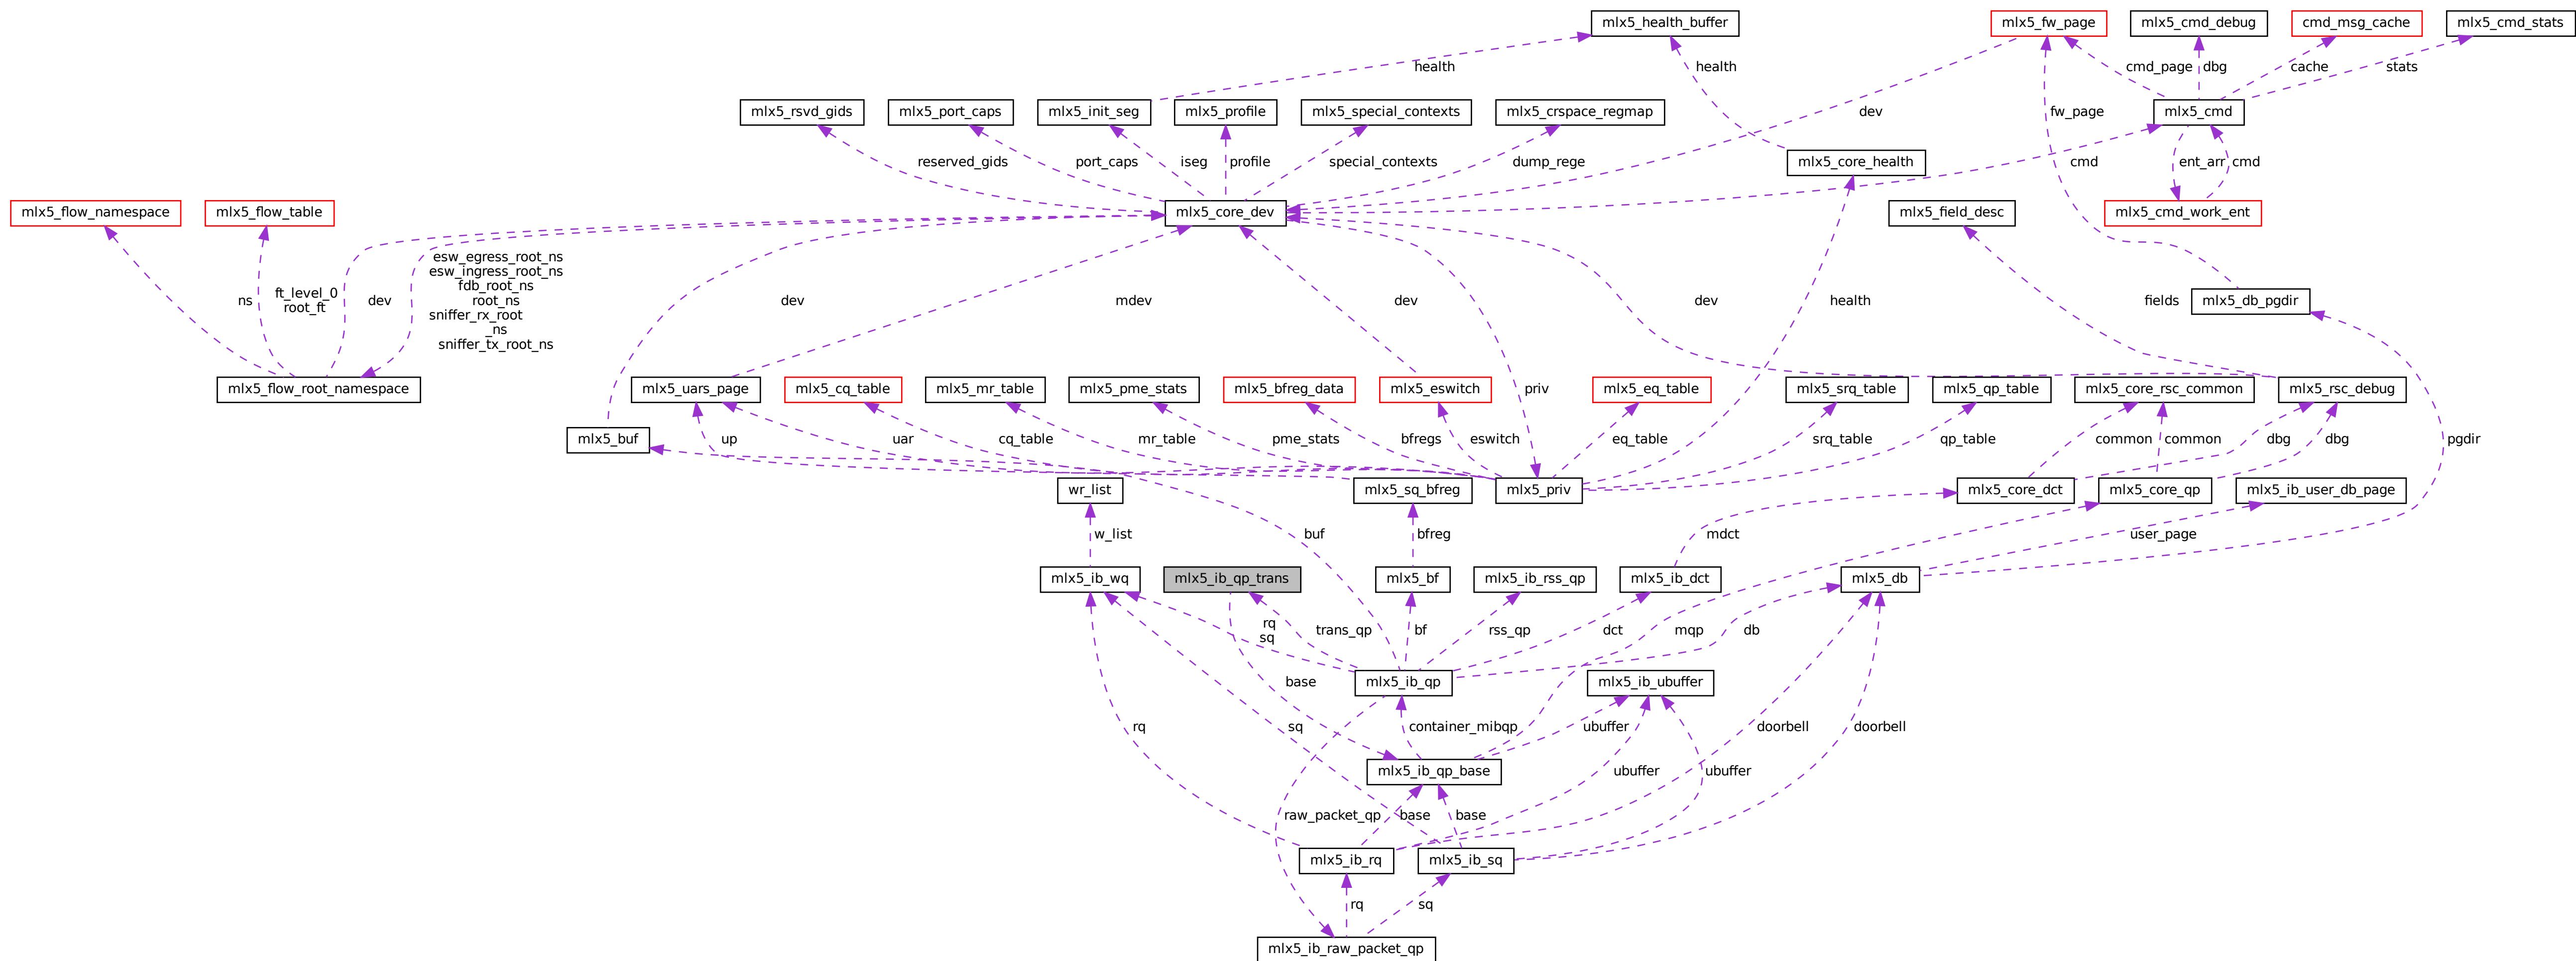 mlx5_health_buffer
mlx5_fw_page
mlx5_cmd_debug
cmd_msg_cache
mlx5_cmd_stats
health
health
cmd_page
dbg
cache
stats
mlx5_rsvd_gids
mlx5_port_caps
mlx5_init_seg
mlx5_profile
mlx5_special_contexts
mlx5_crspace_regmap
dev
fw_page
mlx5_cmd
reserved_gids
port_caps
iseg
profile
special_contexts
dump_rege
mlx5_core_health
cmd
ent_arr
cmd
mlx5_flow_namespace
mlx5_flow_table
mlx5_core_dev
mlx5_field_desc
mlx5_cmd_work_ent
ns
ft_level_0
root_ft
dev
esw_egress_root_ns
esw_ingress_root_ns
fdb_root_ns
root_ns
sniffer_rx_root
_ns
sniffer_tx_root_ns
dev
mdev
dev
dev
health
fields
mlx5_db_pgdir
mlx5_flow_root_namespace
mlx5_uars_page
mlx5_cq_table
mlx5_mr_table
mlx5_pme_stats
mlx5_bfreg_data
mlx5_eswitch
priv
mlx5_eq_table
mlx5_srq_table
mlx5_qp_table
mlx5_core_rsc_common
mlx5_rsc_debug
mlx5_buf
up
uar
cq_table
mr_table
pme_stats
bfregs
eswitch
eq_table
srq_table
qp_table
common
common
dbg
dbg
pgdir
wr_list
mlx5_sq_bfreg
mlx5_priv
mlx5_core_dct
mlx5_core_qp
mlx5_ib_user_db_page
w_list
buf
bfreg
mdct
user_page
mlx5_ib_wq
mlx5_ib_qp_trans
mlx5_bf
mlx5_ib_rss_qp
mlx5_ib_dct
mlx5_db
rq
sq
trans_qp
bf
rss_qp
dct
mqp
db
base
mlx5_ib_qp
mlx5_ib_ubuffer
rq
sq
container_mibqp
ubuffer
doorbell
doorbell
mlx5_ib_qp_base
ubuffer
ubuffer
raw_packet_qp
base
base
mlx5_ib_rq
mlx5_ib_sq
rq
sq
mlx5_ib_raw_packet_qp